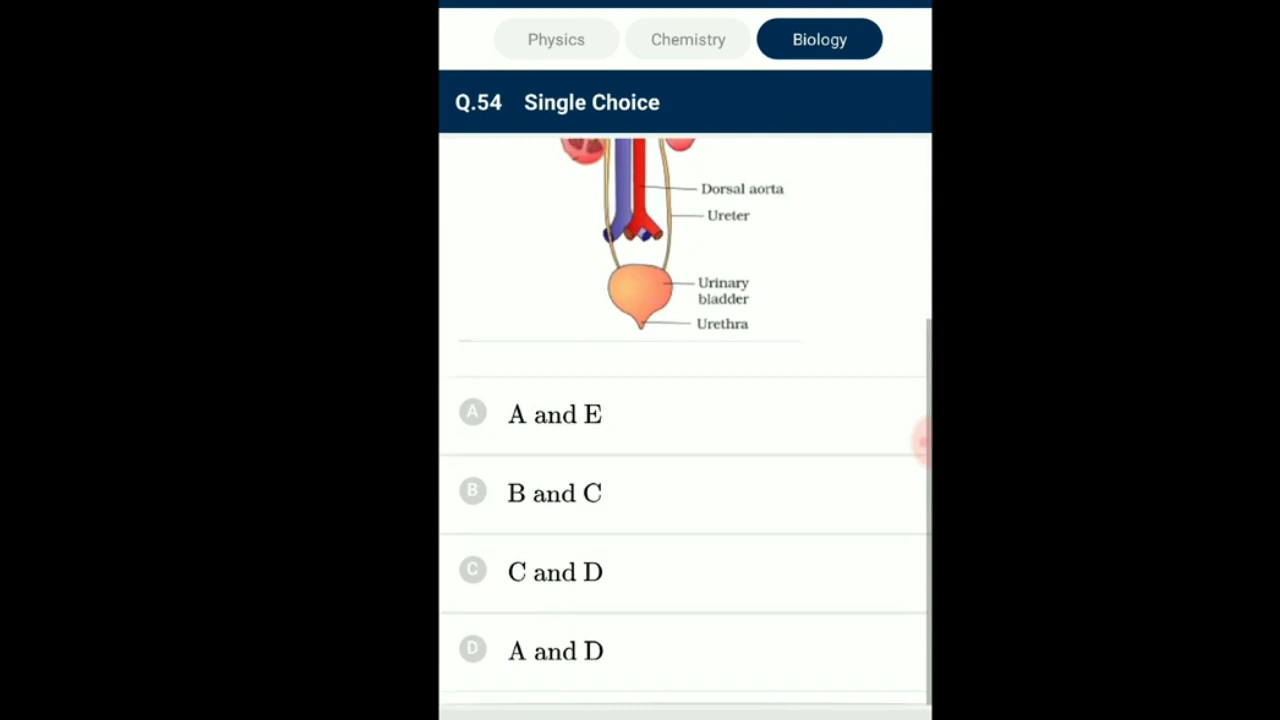 Physics Chemistry Biology
Q.54 Single Choice
Dorsal aorta
Ureter
Urinary
bladder
Urethra
A A and E
B B and C
C C and D
D A and D